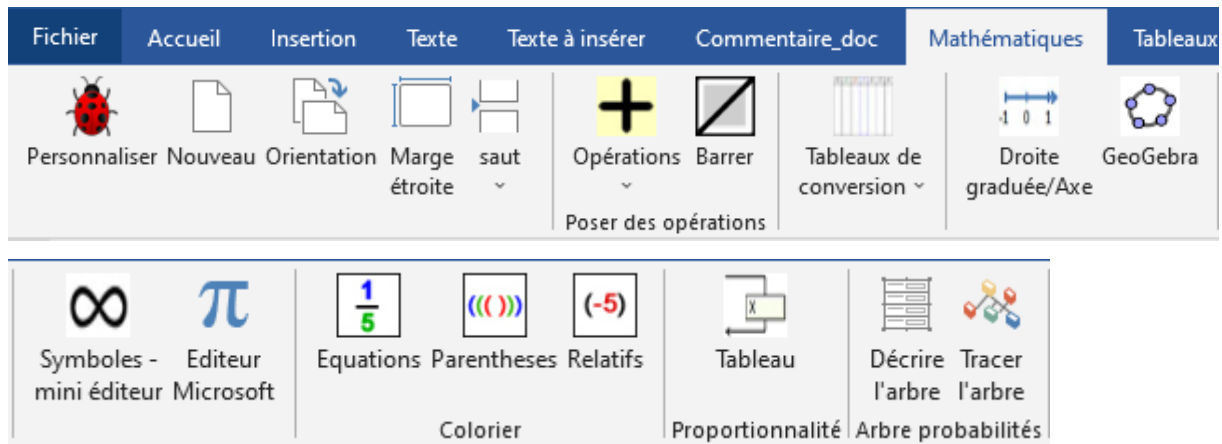 Fichier Accueil Insertion Texte Texte à insérer Commentaire_doc Mathématiques Tableaux
-1 0 1
Personnaliser Nouveau Orientation Marge étroite saut Opérations Barrer Tableaux de conversion Droite graduée/Axe GeoGebra
Poser des opérations
∞ π 1/5 ((())) (-5) X
Symboles - mini éditeur Editeur Microsoft Equations Parentheses Relatifs Tableau Décrire l'arbre Tracer l'arbre
Colorier Proportionnalité Arbre probabilités